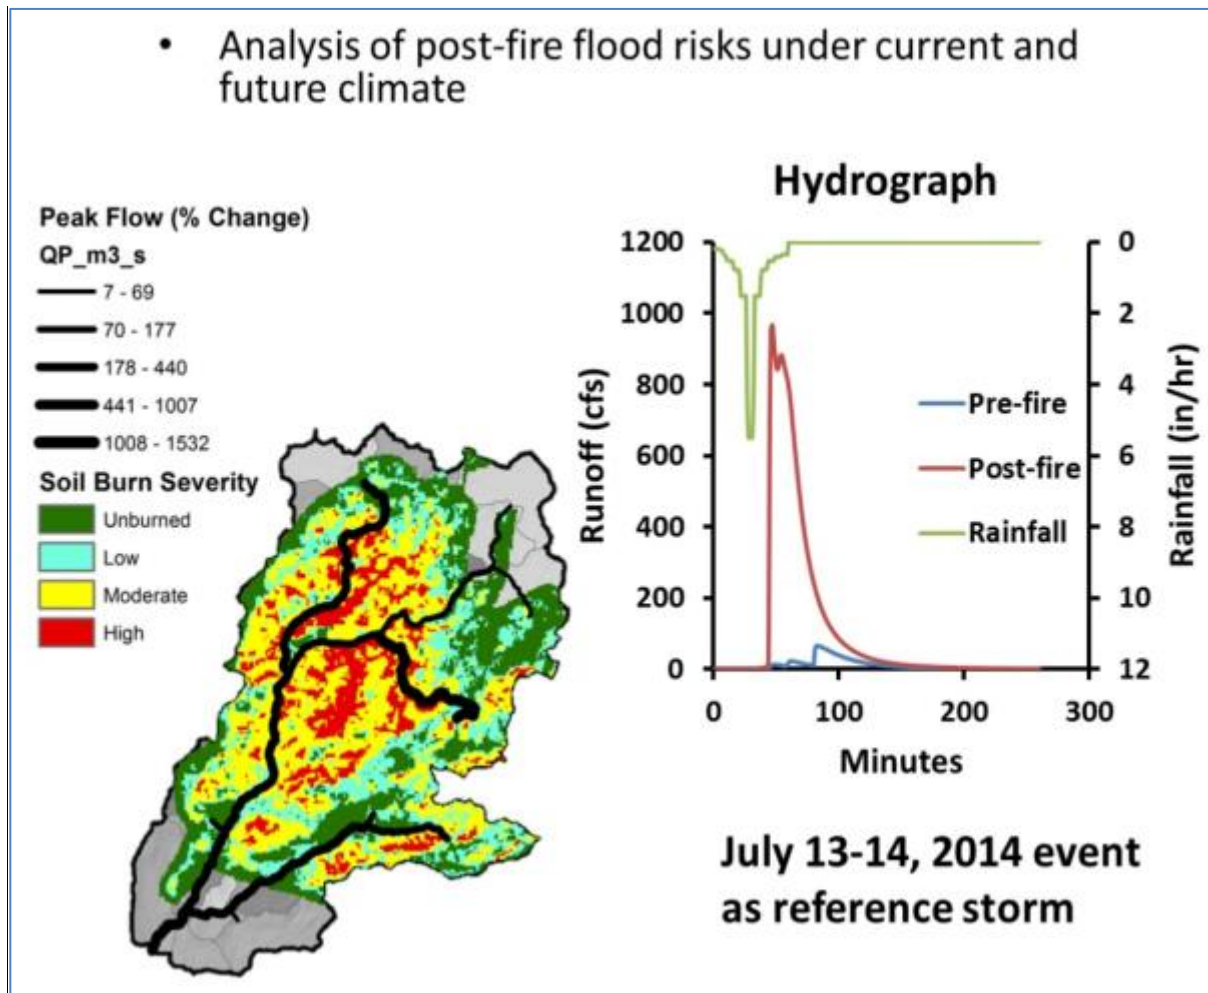 • Analysis of post-fire flood risks under current and
future climate
Peak Flow (% Change)
QP_m3_s
7 - 69
70 - 177
178 - 440
441 - 1007
1008 - 1532
Soil Burn Severity
Unburned
Low
Moderate
High
Hydrograph
1200
1000
800
600
400
200
0
Runoff (cfs)
0
2
4
6
8
10
12
Rainfall (in/hr)
Pre-fire
Post-fire
Rainfall
0 100 200 300
Minutes
July 13-14, 2014 event
as reference storm